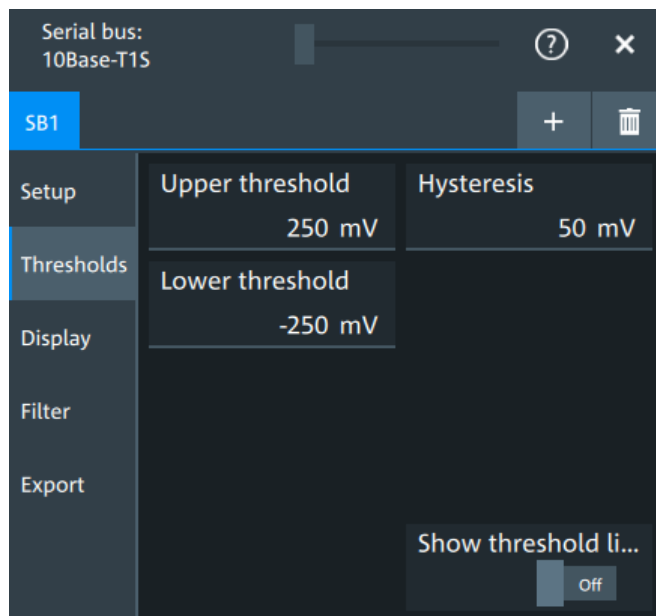 Serial bus:
10Base-T1S
?
SB1
Setup
Thresholds
Display
Filter
Export
Upper threshold
250 mV
Hysteresis
50 mV
Lower threshold
-250 mV
Show threshold li...
Off